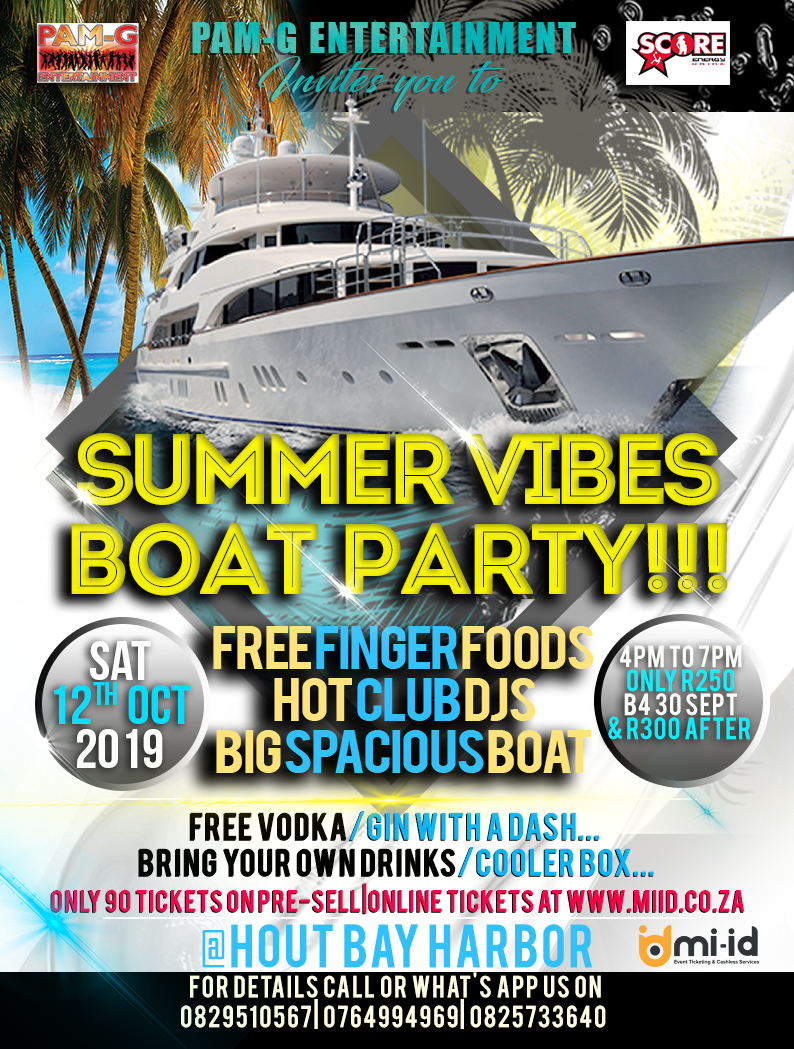 PAM-G
ENTERTAINMENT
PAM-G ENTERTAINMENT
Invites you to
SCORE
ENERGY
DRINK
SUMMER VIBES
BOAT PARTY!!!
SAT
12TH OCT
2019
FREE FINGER FOODS
HOT CLUB DJS
BIG SPACIOUS BOAT
4PM TO 7PM
ONLY R250
B4 30 SEPT
& R300 AFTER
FREE VODKA/GIN WITH A DASH...
BRING YOUR OWN DRINKS/COOLER BOX...
ONLY 90 TICKETS ON PRE-SELL|ONLINE TICKETS AT WWW.MIID.CO.ZA
@HOUT BAY HARBOR
mi-id
Event Ticketing & Cashless Services
FOR DETAILS CALL OR WHAT'S APP US ON
0829510567| 0764994969| 0825733640